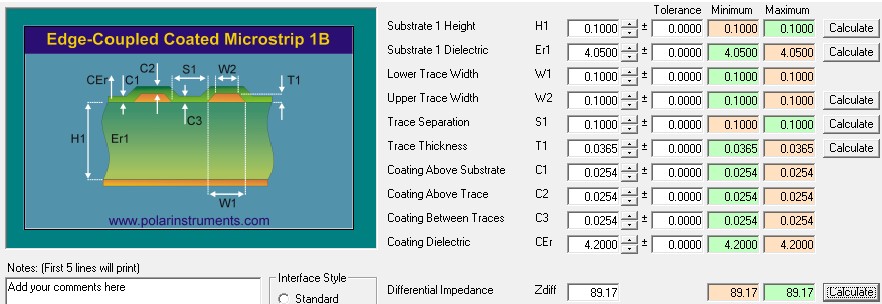 Edge-Coupled Coated Microstrip 1B
CEr C1 C2 S1 W2 T1
C3
H1 Er1
W1
www.polarinstruments.com
Tolerance Minimum Maximum
Substrate 1 Height H1 0.1000 ± 0.0000 0.1000 0.1000 Calculate
Substrate 1 Dielectric Er1 4.0500 ± 0.0000 4.0500 4.0500 Calculate
Lower Trace Width W1 0.1000 ± 0.0000 0.1000 0.1000
Upper Trace Width W2 0.1000 ± 0.0000 0.1000 0.1000 Calculate
Trace Separation S1 0.1000 ± 0.0000 0.1000 0.1000 Calculate
Trace Thickness T1 0.0365 ± 0.0000 0.0365 0.0365 Calculate
Coating Above Substrate C1 0.0254 ± 0.0000 0.0254 0.0254
Coating Above Trace C2 0.0254 ± 0.0000 0.0254 0.0254
Coating Between Traces C3 0.0254 ± 0.0000 0.0254 0.0254
Coating Dielectric CEr 4.2000 ± 0.0000 4.2000 4.2000
Notes: (First 5 lines will print)
Add your comments here
Interface Style
Standard
Differential Impedance Zdiff 89.17 89.17 89.17 Calculate